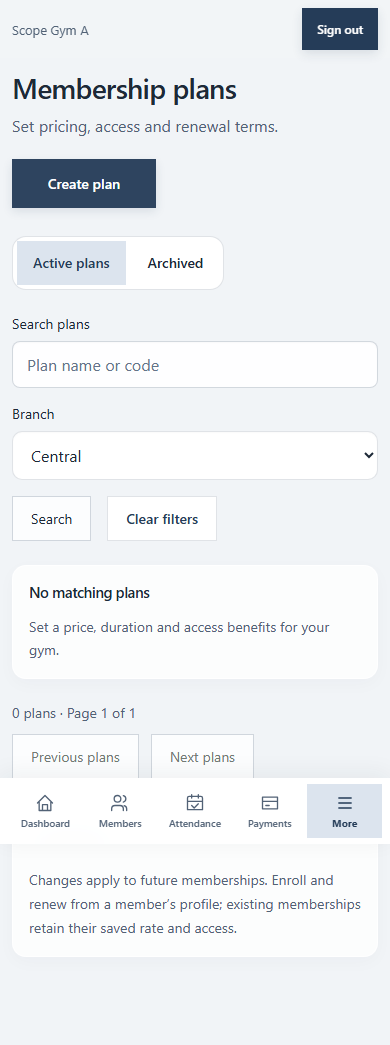 Scope Gym A
Sign out
Membership plans
Set pricing, access and renewal terms.
Create plan
Active plans
Archived
Search plans
Plan name or code
Branch
Central
Search
Clear filters
No matching plans
Set a price, duration and access benefits for your
gym.
0 plans · Page 1 of 1
Previous plans
Next plans
Dashboard
Members
Attendance
Payments
More
Changes apply to future memberships. Enroll and
renew from a member’s profile; existing memberships
retain their saved rate and access.